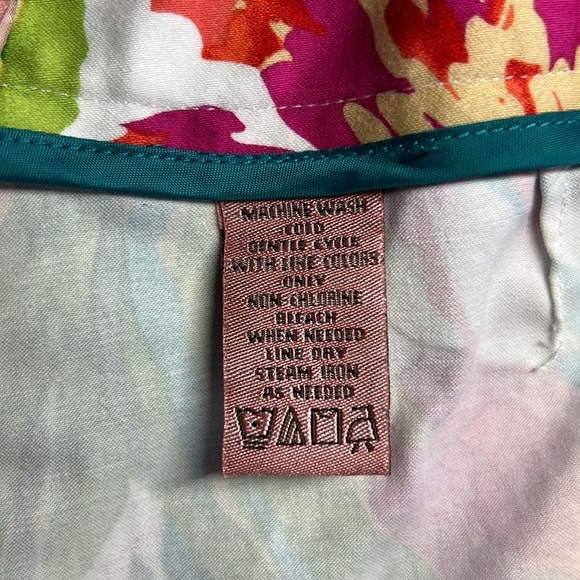 MACHINE WASH
COLD
GENTLE CYCLE
WITH LINE COLORS
ONLY
NON-CHLORINE
BLEACH
WHEN NEEDED
LINE DRY
STEAM IRON
AS NEEDED